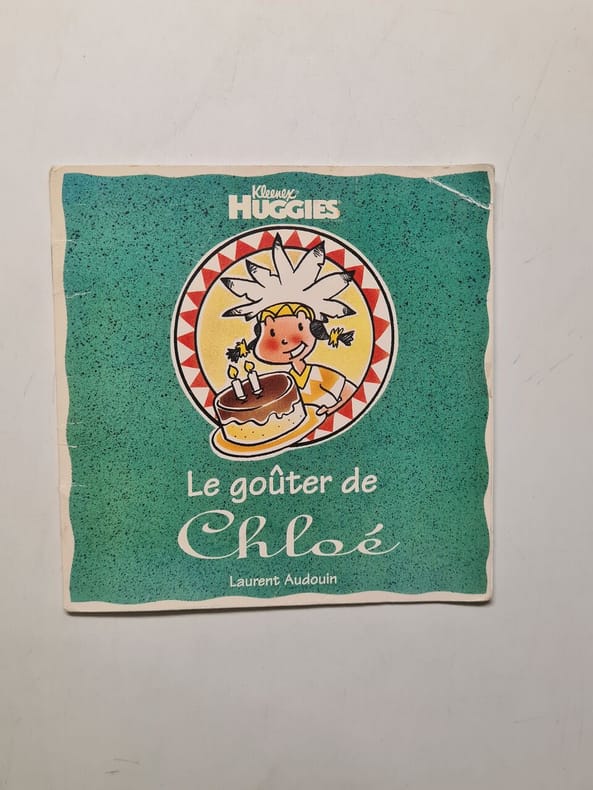 Kleenex®
HUGGIES®
Le goûter de
Chloé
Laurent Audouin